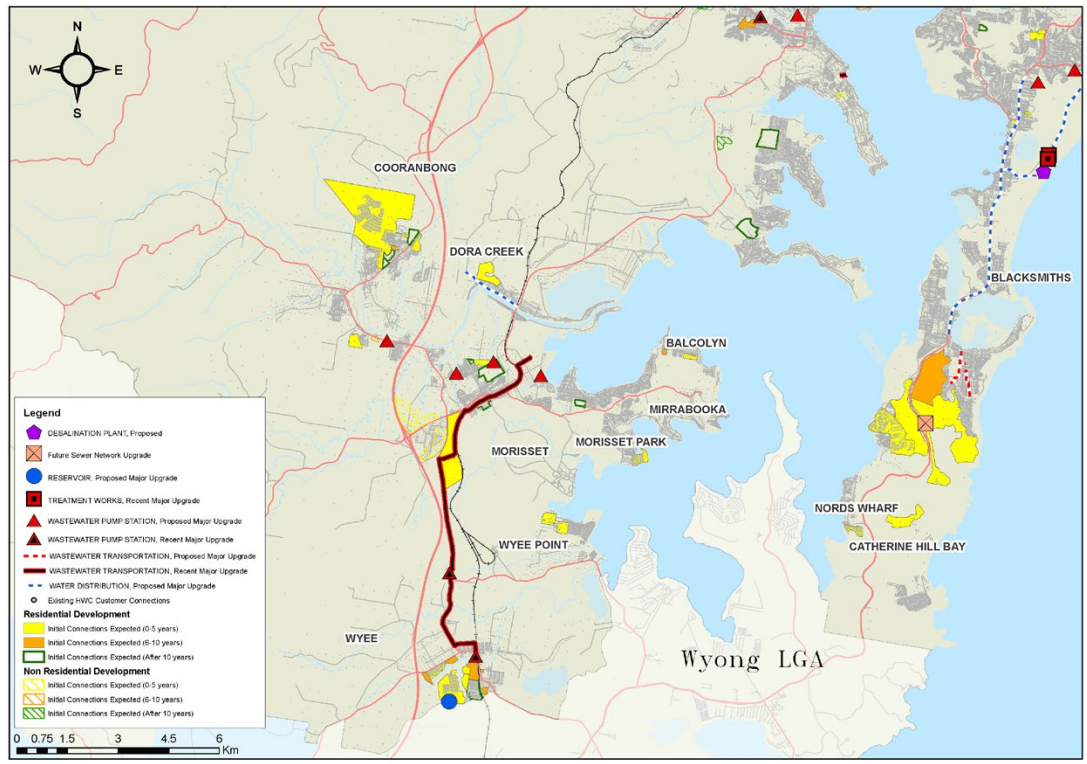 N
W E
S
COORANBONG
DORA CREEK
BLACKSMITHS
BALCOLYN
MIRRABOOKA
MORISSET PARK
MORISSET
NORDS WHARF
WYEE POINT
CATHERINE HILL BAY
WYEE
Wyong LGA
Legend
DESALINATION PLANT, Proposed
Future Sewer Network Upgrade
RESERVOIR, Proposed Major Upgrade
TREATMENT WORKS, Recent Major Upgrade
WASTEWATER PUMP STATION, Proposed Major Upgrade
WASTEWATER PUMP STATION, Recent Major Upgrade
WASTEWATER TRANSPORTATION, Proposed Major Upgrade
WASTEWATER TRANSPORTATION, Recent Major Upgrade
WATER DISTRIBUTION, Proposed Major Upgrade
Existing HWC Customer Connections
Residential Development
Initial Connections Expected (0-5 years)
Initial Connections Expected (6-10 years)
Initial Connections Expected (After 10 years)
Non Residential Development
Initial Connections Expected (0-5 years)
Initial Connections Expected (6-10 years)
Initial Connections Expected (After 10 years)
0 0.75 1.5 3 4.5 6
Km